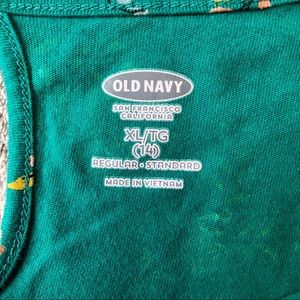 OLD NAVY
SAN FRANCISCO
CALIFORNIA
XL/TG
(14)
REGULAR • STANDARD
MADE IN VIETNAM